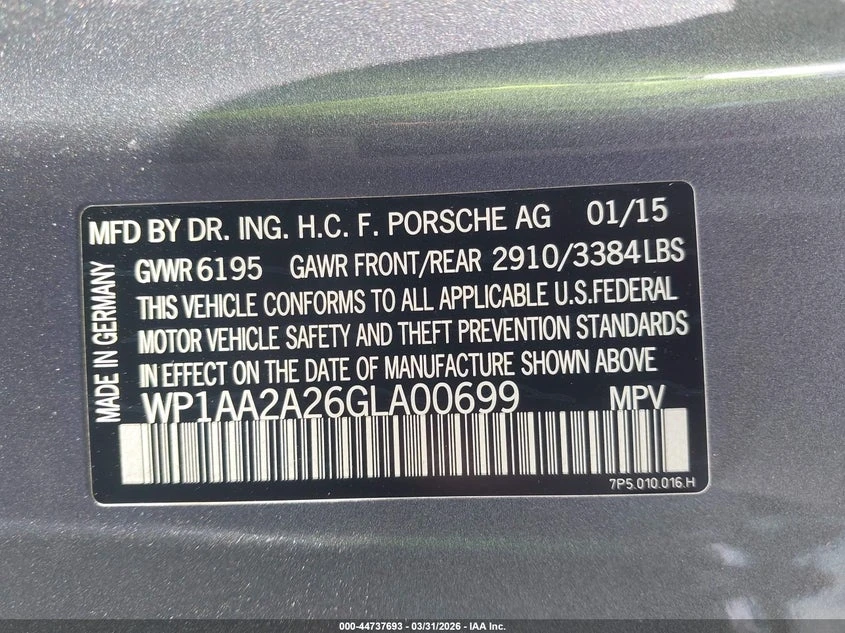 MFD BY DR. ING. H.C. F. PORSCHE AG 01/15
GVWR 6195 GAWR FRONT/REAR 2910/3384 LBS
THIS VEHICLE CONFORMS TO ALL APPLICABLE U.S.FEDERAL
MOTOR VEHICLE SAFETY AND THEFT PREVENTION STANDARDS
IN EFFECT ON THE DATE OF MANUFACTURE SHOWN ABOVE
MADE IN GERMANY
WP1AA2A26GLA00699 MPV
7P5.010.016.H
000-44737693 - 03/31/2026 - IAA Inc.